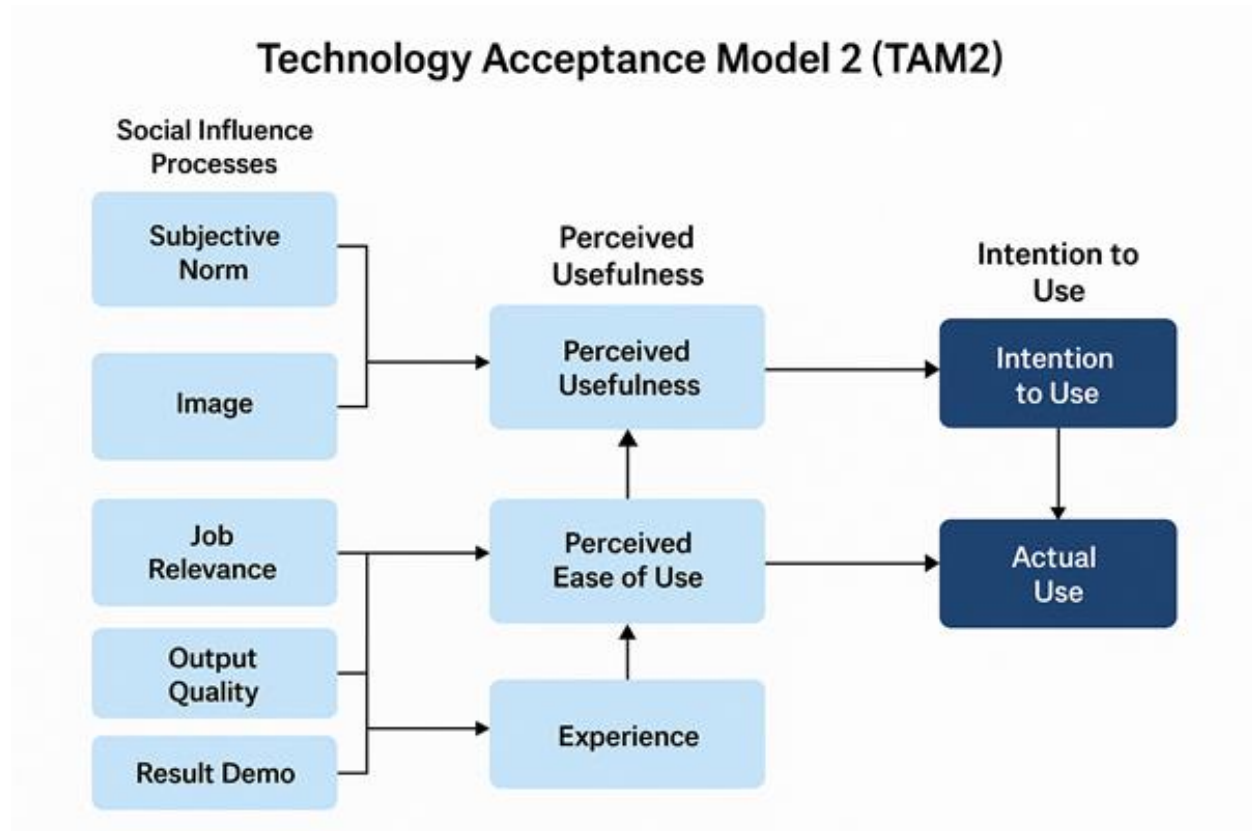 Technology Acceptance Model 2 (TAM2)
Social Influence
Processes
Subjective
Norm
Image
Job
Relevance
Output
Quality
Result Demo
Perceived
Usefulness
Perceived
Usefulness
Perceived
Ease of Use
Experience
Intention to
Use
Intention
to Use
Actual
Use